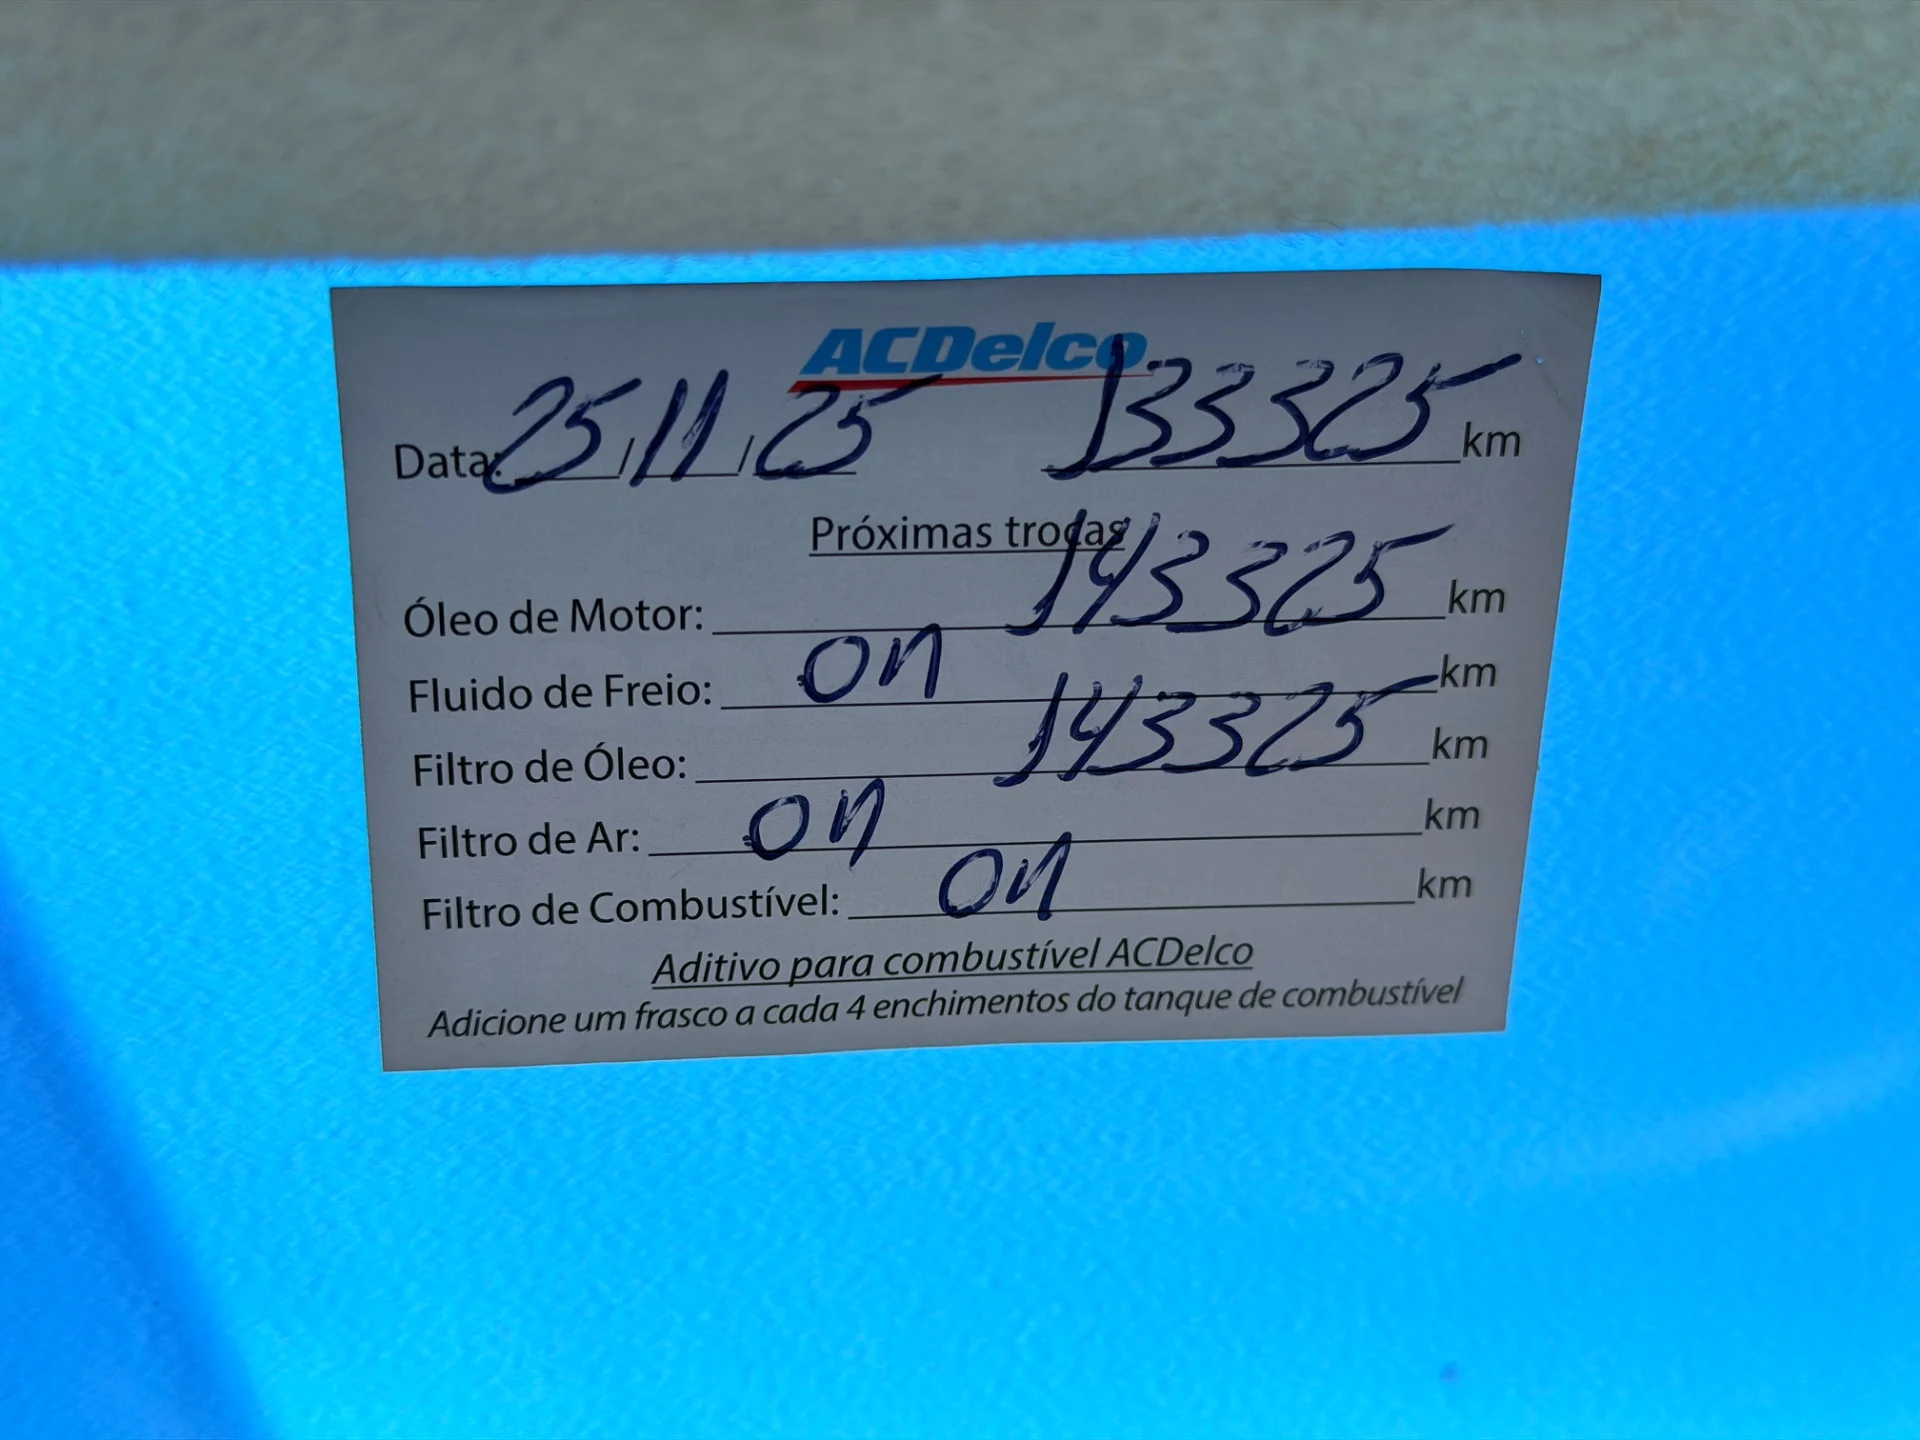 ACDelco
Data: 25/11/25 133325 km
Próximas trocas
Óleo de Motor: 143325 km
Fluido de Freio: on km
Filtro de Óleo: 143325 km
Filtro de Ar: on km
Filtro de Combustível: on km
Aditivo para combustível ACDelco
Adicione um frasco a cada 4 enchimentos do tanque de combustível